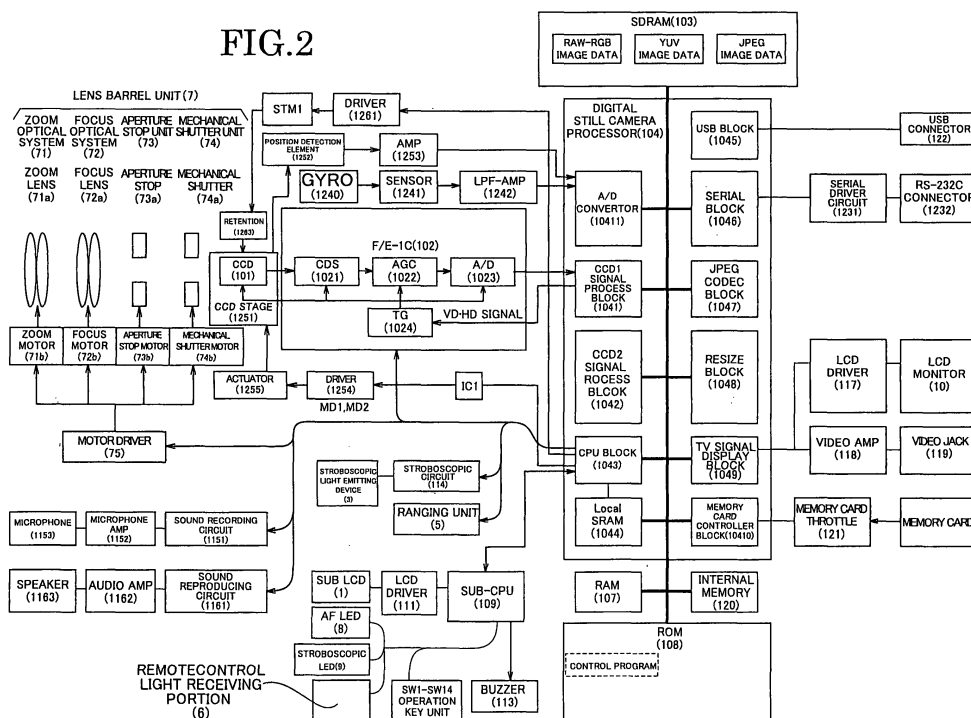 FIG.2
SDRAM(103)
RAW-RGB
IMAGE DATA
YUV
IMAGE DATA
JPEG
IMAGE DATA
LENS BARREL UNIT(7)
ZOOM
OPTICAL
SYSTEM
(71)
FOCUS
OPTICAL
SYSTEM
(72)
APERTURE
STOP UNIT
(73)
MECHANICAL
SHUTTER UNIT
(74)
ZOOM
LENS
(71a)
FOCUS
LENS
(72a)
APERTURE
STOP
(73a)
MECHANICAL
SHUTTER
(74a)
STM1
DRIVER
(1261)
POSITION DETECTION
ELEMENT
(1252)
AMP
(1253)
GYRO
(1240)
SENSOR
(1241)
LPF-AMP
(1242)
RETENTION
(1263)
F/E-1C(102)
CCD
(101)
CDS
(1021)
AGC
(1022)
A/D
(1023)
CCD STAGE
(1251)
TG
(1024)
VD·HD SIGNAL
ZOOM
MOTOR
(71b)
FOCUS
MOTOR
(72b)
APERTURE
STOP MOTOR
(73b)
MECHANICAL
SHUTTER MOTOR
(74b)
ACTUATOR
(1255)
DRIVER
(1254)
MD1,MD2
IC1
MOTOR DRIVER
(75)
DIGITAL
STILL CAMERA
PROCESSOR(104)
A/D
CONVERTOR
(10411)
CCD1
SIGNAL
PROCESS
BLOCK
(1041)
CCD2
SIGNAL
ROCESS
BLCOK
(1042)
CPU BLOCK
(1043)
Local
SRAM
(1044)
USB BLOCK
(1045)
SERIAL
BLOCK
(1046)
JPEG
CODEC
BLOCK
(1047)
RESIZE
BLOCK
(1048)
TV SIGNAL
DISPLAY
BLOCK
(1049)
MEMORY
CARD
CONTROLLER
BLOCK(10410)
USB
CONNECTOR
(122)
SERIAL
DRIVER
CIRCUIT
(1231)
RS-232C
CONNECTOR
(1232)
LCD
DRIVER
(117)
LCD
MONITOR
(10)
VIDEO AMP
(118)
VIDEO JACK
(119)
MEMORY CARD
THROTTLE
(121)
MEMORY CARD
STROBOSCOPIC
LIGHT EMITTING
DEVICE
(3)
STROBOSCOPIC
CIRCUIT
(114)
RANGING UNIT
(5)
MICROPHONE
(1153)
MICROPHONE
AMP
(1152)
SOUND RECORDING
CIRCUIT
(1151)
SPEAKER
(1163)
AUDIO AMP
(1162)
SOUND
REPRODUCING
CIRCUIT
(1161)
SUB LCD
(1)
LCD
DRIVER
(111)
SUB-CPU
(109)
AF LED
(8)
STROBOSCOPIC
LED(9)
REMOTECONTROL
LIGHT RECEIVING
PORTION
(6)
SW1-SW14
OPERATION
KEY UNIT
BUZZER
(113)
RAM
(107)
INTERNAL
MEMORY
(120)
ROM
(108)
CONTROL PROGRAM